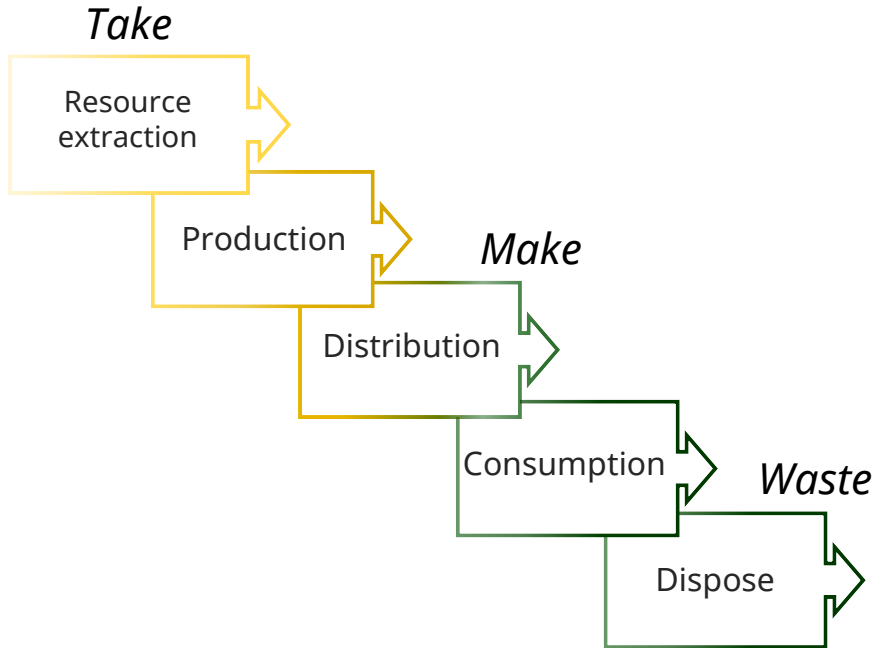 Take
Resource
extraction
Production
Make
Distribution
Consumption
Waste
Dispose